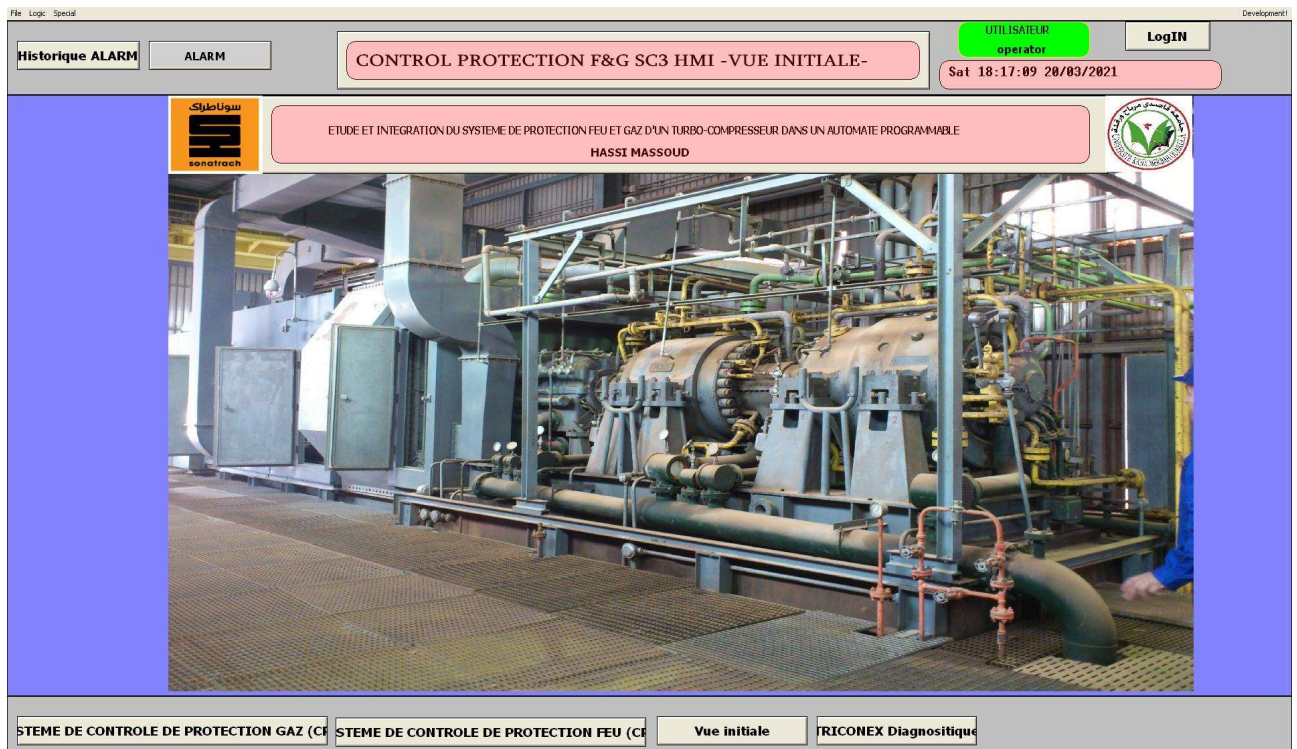 File Logic Special
Development!
Historique ALARM
ALARM
CONTROL PROTECTION F&G SC3 HMI -VUE INITIALE-
UTILISATEUR
operator
LogIN
Sat 18:17:09 20/03/2021
سوناطراك
sonatrach
ETUDE ET INTEGRATION DU SYSTEME DE PROTECTION FEU ET GAZ D'UN TURBO-COMPRESSEUR DANS UN AUTOMATE PROGRAMMABLE
HASSI MASSOUD
STEME DE CONTROLE DE PROTECTION GAZ (CP
STEME DE CONTROLE DE PROTECTION FEU (CP
Vue initiale
TRICONEX Diagnositique